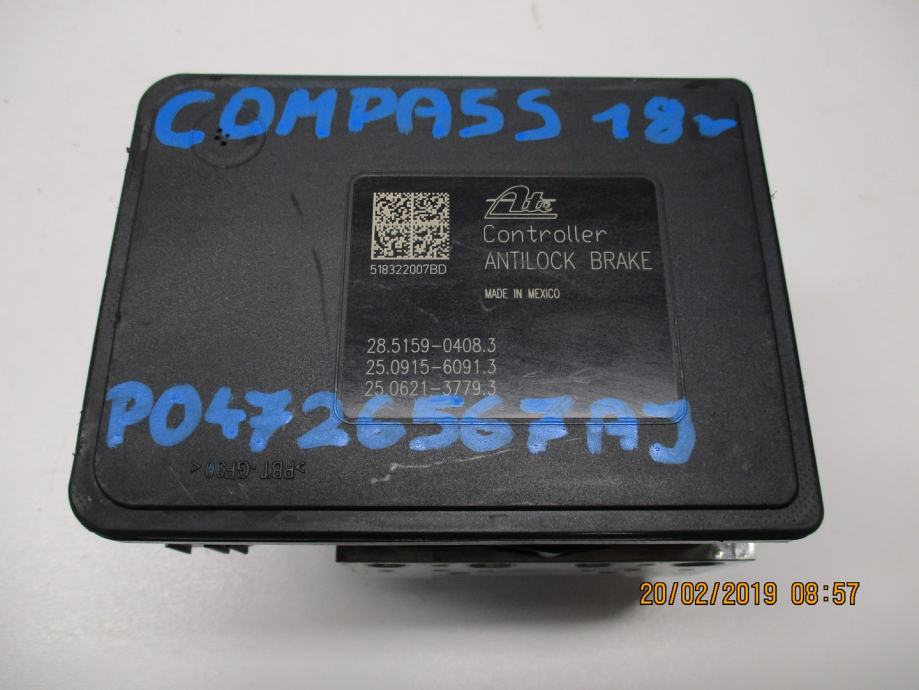 COMPASS 18r
Ate
518322007BD
Controller
ANTILOCK BRAKE
MADE IN MEXICO
28.5159-0408.3
25.0915-6091.3
25.0621-3779.3
P04726567AJ
>PBT-GF30<
20/02/2019 08:57